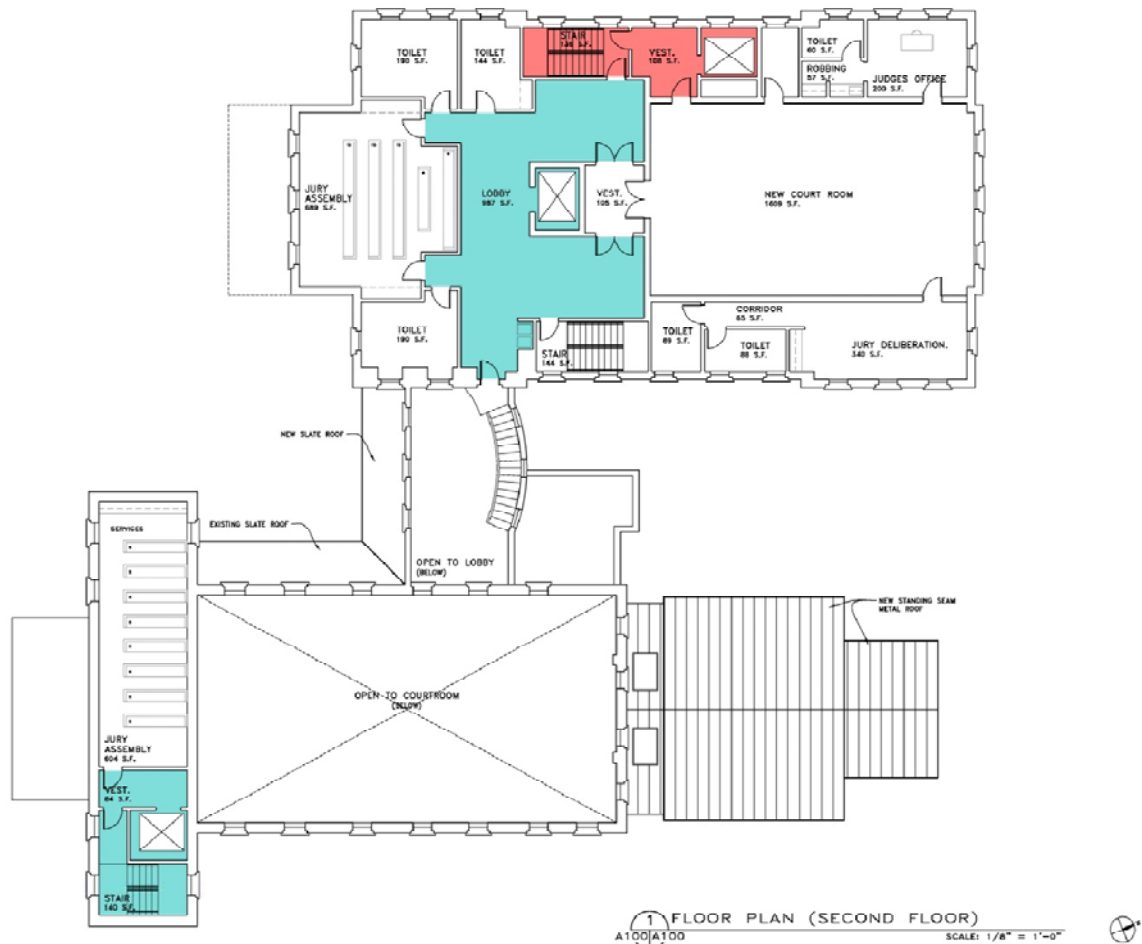 STAIR
136 S.F.
TOILET
190 S.F.
TOILET
144 S.F.
VEST.
108 S.F.
TOILET
60 S.F.
ROBBING
57 S.F.
JUDGES OFFICE
200 S.F.
JURY
ASSEMBLY
689 S.F.
LOBBY
987 S.F.
VEST.
105 S.F.
NEW COURT ROOM
1609 S.F.
TOILET
190 S.F.
STAIR
144 S.F.
TOILET
89 S.F.
CORRIDOR
65 S.F.
TOILET
88 S.F.
JURY DELIBERATION.
340 S.F.
NEW SLATE ROOF
SERVICES
EXISTING SLATE ROOF
OPEN TO LOBBY
(BELOW)
NEW STANDING SEAM
METAL ROOF
OPEN TO COURTROOM
(BELOW)
JURY
ASSEMBLY
604 S.F.
VEST.
64 S.F.
STAIR
140 S.F.
1
FLOOR PLAN (SECOND FLOOR)
A100 A100
SCALE: 1/8" = 1'-0"